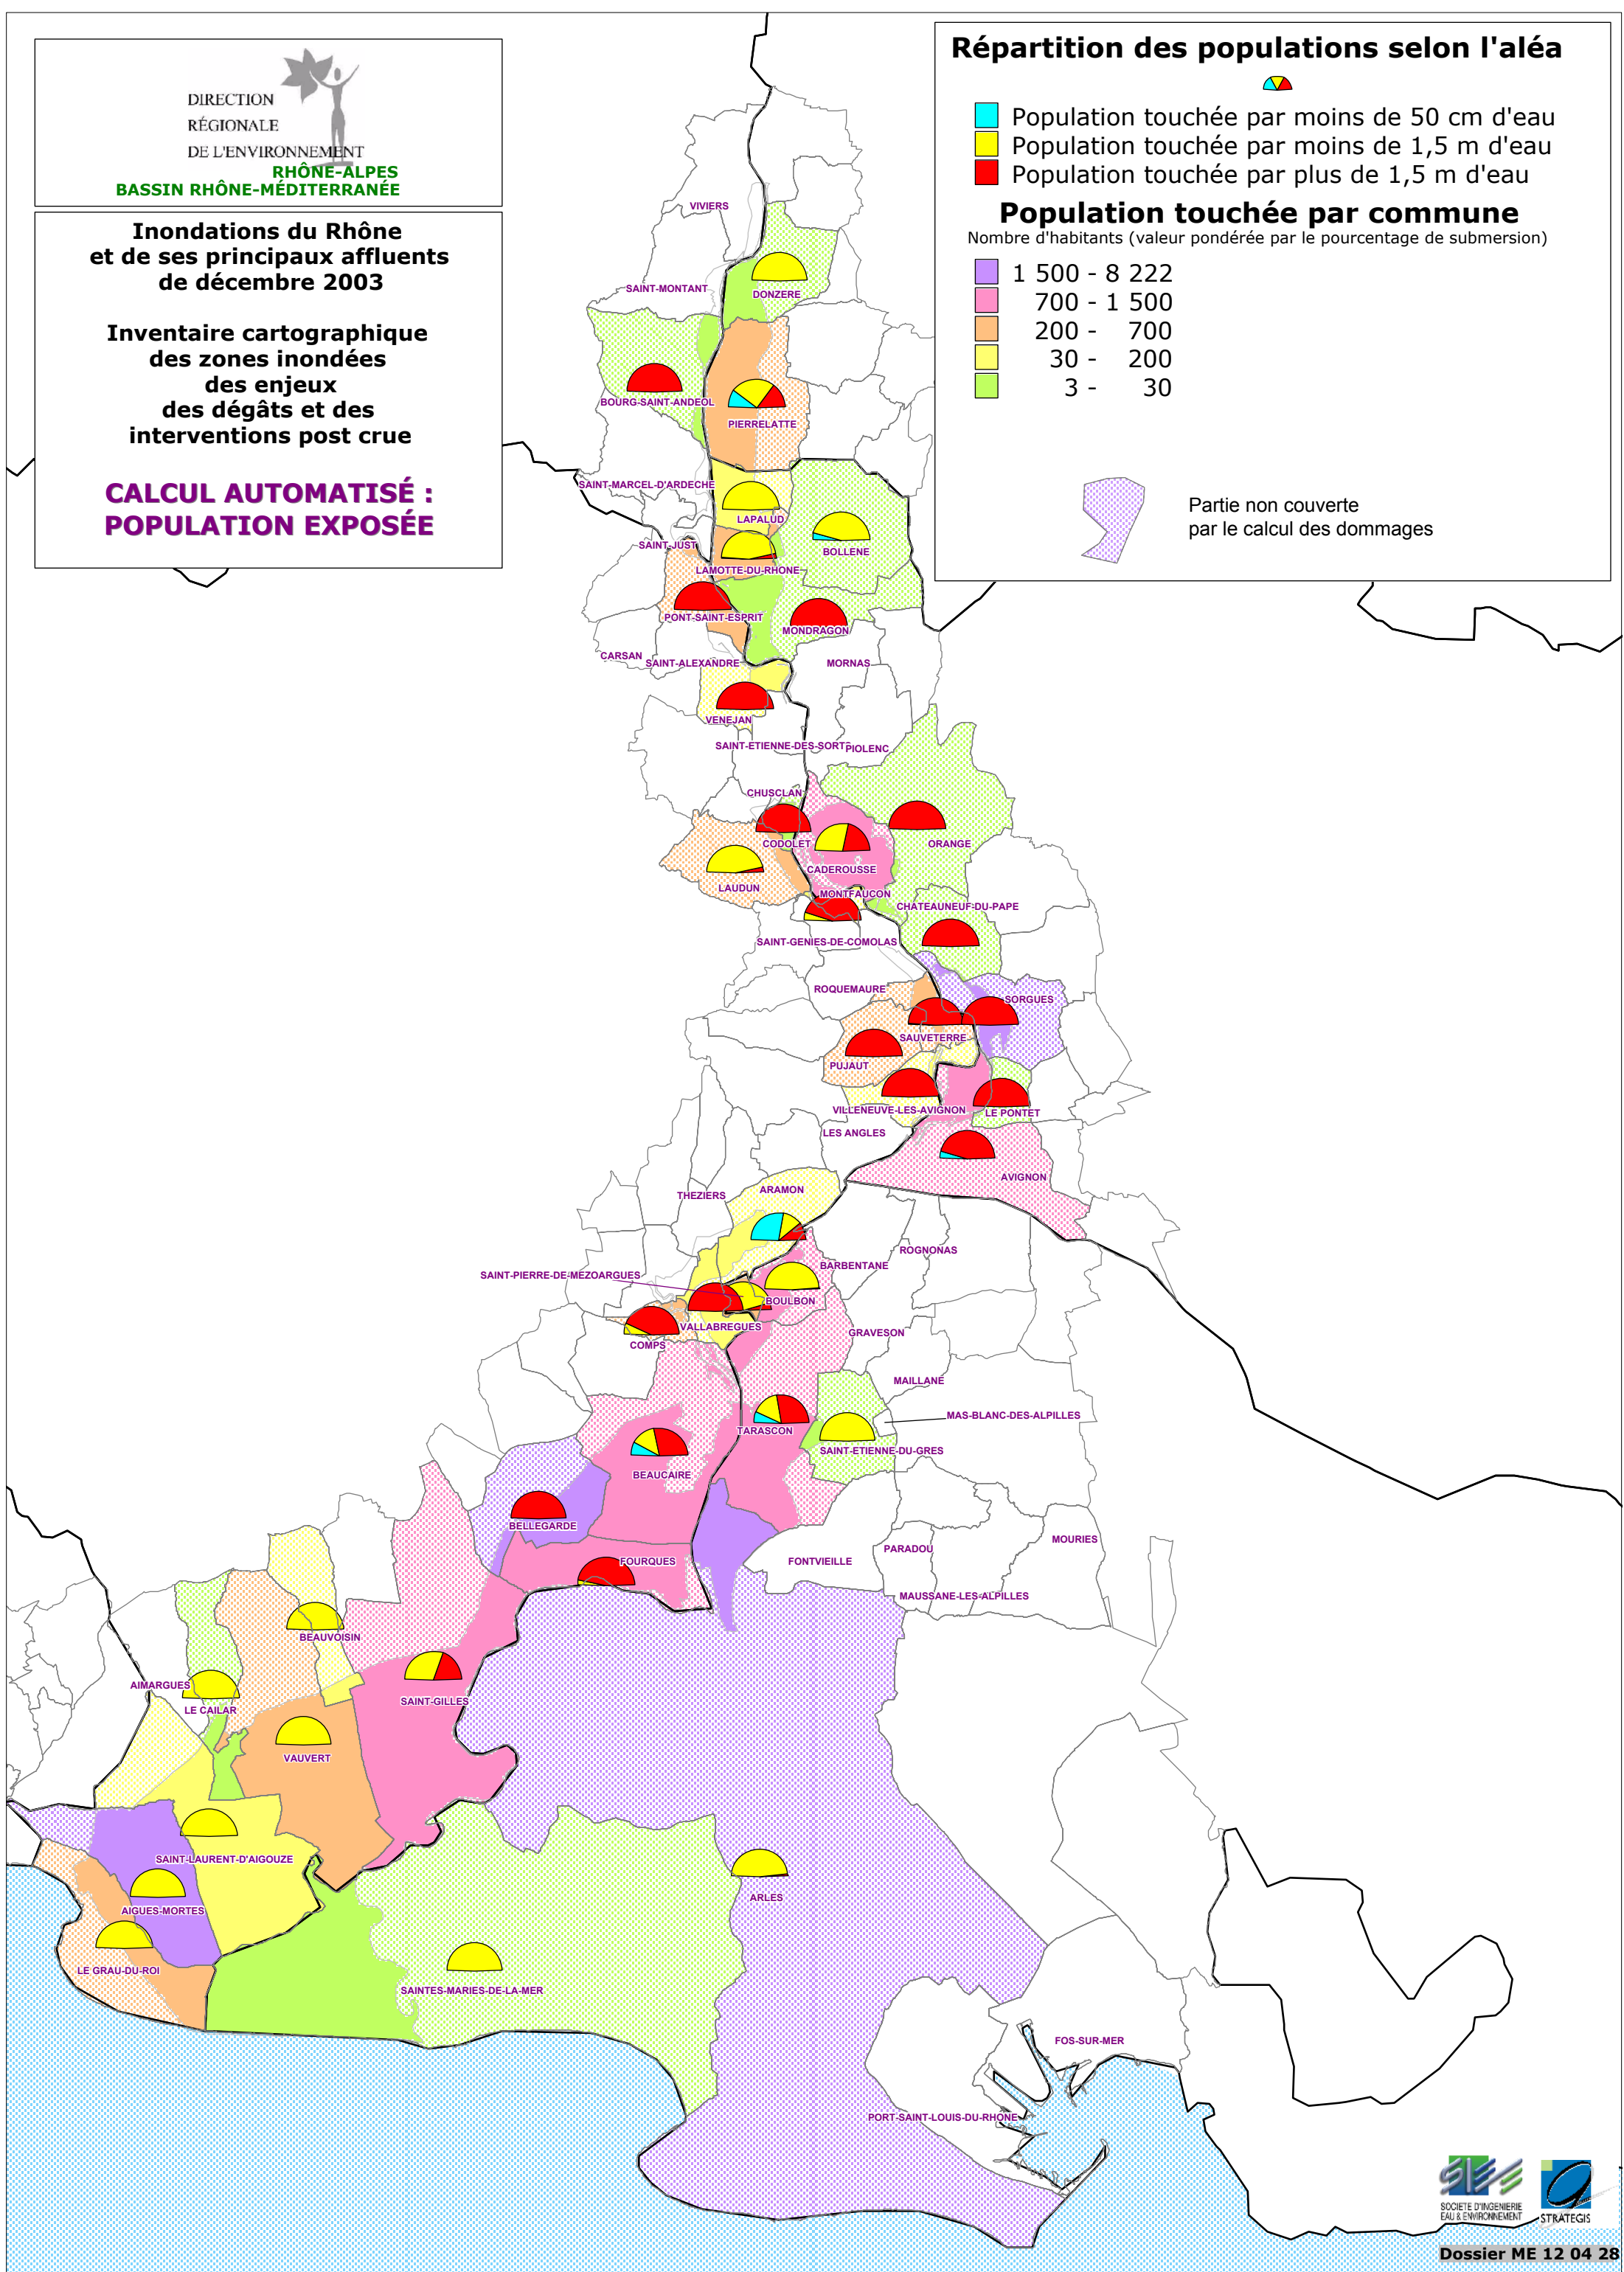 DIRECTION
RÉGIONALE
DE L'ENVIRONNEMENT
RHÔNE-ALPES
BASSIN RHÔNE-MÉDITERRANÉE
Inondations du Rhône
et de ses principaux affluents
de décembre 2003
Inventaire cartographique
des zones inondées
des enjeux
des dégâts et des
interventions post crue
CALCUL AUTOMATISÉ :
POPULATION EXPOSÉE
Répartition des populations selon l'aléa
Population touchée par moins de 50 cm d'eau
Population touchée par moins de 1,5 m d'eau
Population touchée par plus de 1,5 m d'eau
Population touchée par commune
Nombre d'habitants (valeur pondérée par le pourcentage de submersion)
1 500 - 8 222
700 - 1 500
200 - 700
30 - 200
3 - 30
Partie non couverte
par le calcul des dommages
VIVIERS
SAINT-MONTANT
DONZERE
BOURG-SAINT-ANDEOL
PIERRELATTE
SAINT-MARCEL-D'ARDECHE
LAPALUD
SAINT-JUST
BOLLENE
LAMOTTE-DU-RHONE
PONT-SAINT-ESPRIT
MONDRAGON
CARSAN
SAINT-ALEXANDRE
MORNAS
VENEJAN
SAINT-ETIENNE-DES-SORTS
PIOLENC
CHUSCLAN
CODOLET
ORANGE
CADEROUSSE
LAUDUN
MONTFAUCON
CHATEAUNEUF-DU-PAPE
SAINT-GENIES-DE-COMOLAS
ROQUEMAURE
SORGUES
SAUVETERRE
PUJAUT
VILLENEUVE-LES-AVIGNON
LE PONTET
LES ANGLES
AVIGNON
THEZIERS
ARAMON
ROGNONAS
BARBENTANE
SAINT-PIERRE-DE-MEZOARGUES
BOULBON
VALLABREGUES
GRAVESON
COMPS
MAILLANE
MAS-BLANC-DES-ALPILLES
TARASCON
SAINT-ETIENNE-DU-GRES
BEAUCAIRE
BELLEGARDE
MOURIES
PARADOU
FOURQUES
FONTVIEILLE
MAUSSANE-LES-ALPILLES
BEAUVOISIN
AIMARGUES
LE CAILAR
SAINT-GILLES
VAUVERT
SAINT-LAURENT-D'AIGOUZE
ARLES
AIGUES-MORTES
LE GRAU-DU-ROI
SAINTES-MARIES-DE-LA-MER
FOS-SUR-MER
PORT-SAINT-LOUIS-DU-RHONE
SIEE
SOCIETE D'INGENIERIE
EAU & ENVIRONNEMENT
STRATEGIS
Dossier ME 12 04 28